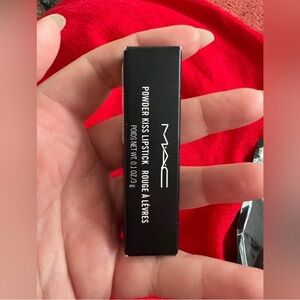 MAC
POWDER KISS LIPSTICK ROUGE À LÈVRES
POIDS NET WT. 0.1 OZ/3 g